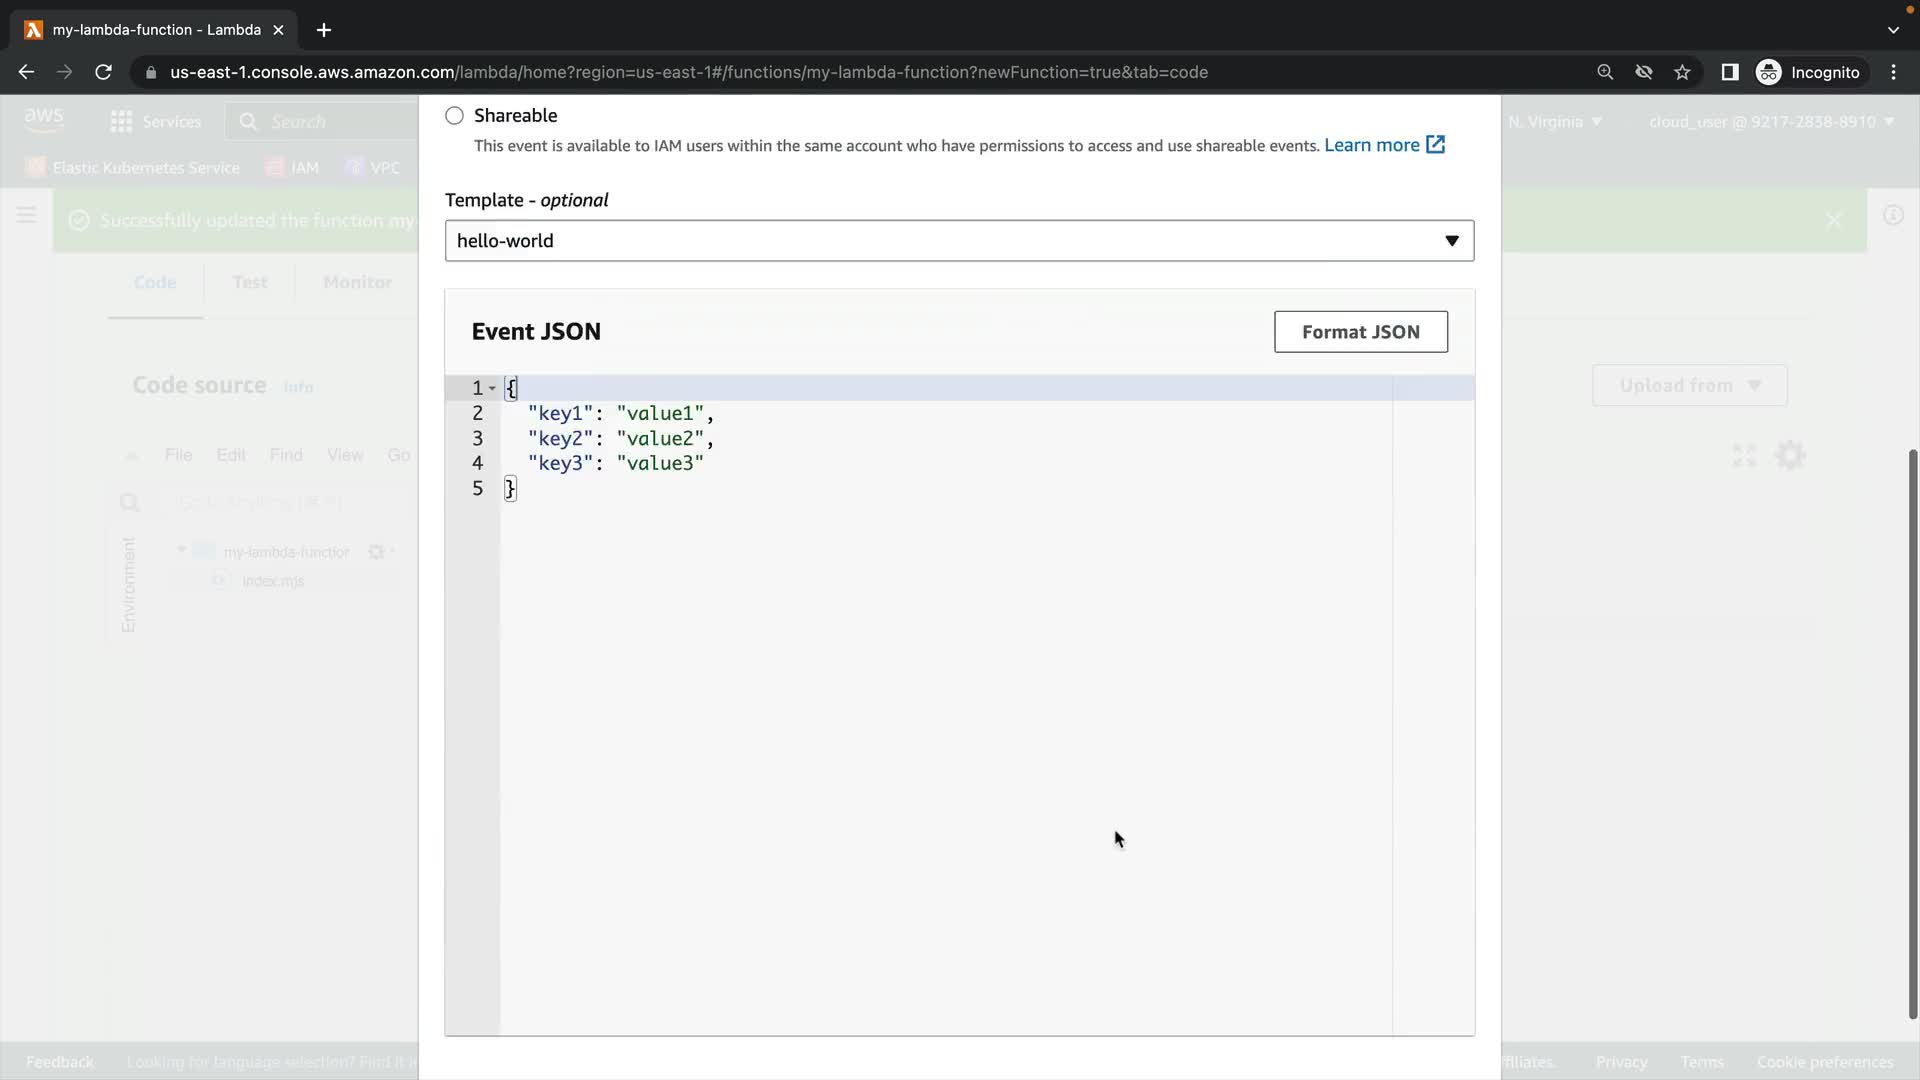 my-lambda-function - Lambda
us-east-1.console.aws.amazon.com/lambda/home?region=us-east-1#/functions/my-lambda-function?newFunction=true&tab=code
Incognito
aws
Services
Search
N. Virginia
cloud_user @ 9217-2838-8910
Elastic Kubernetes Service
IAM
VPC
Successfully updated the function my-
Code
Test
Monitor
Code source
Info
Upload from
File
Edit
Find
View
Go
Environment
my-lambda-function
index.mjs
Shareable
This event is available to IAM users within the same account who have permissions to access and use shareable events. Learn more
Template - optional
hello-world
Event JSON
Format JSON
1 {
2 "key1": "value1",
3 "key2": "value2",
4 "key3": "value3"
5 }
Feedback
Looking for language selection? Find it
ffiliates.
Privacy
Terms
Cookie preferences